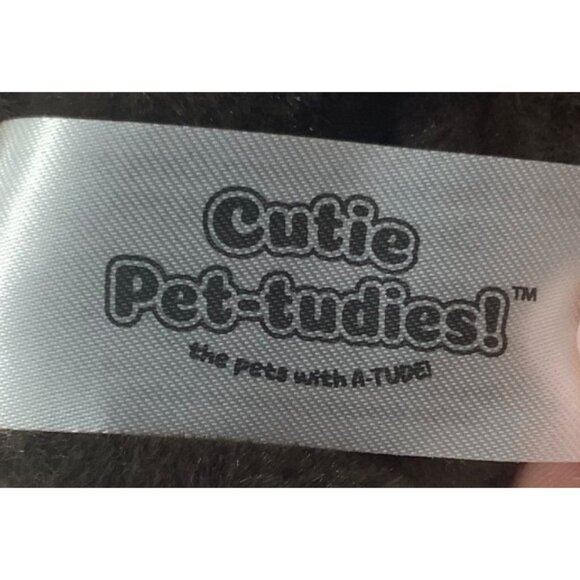 Cutie
Pet-tudies!™
the pets with A-TUDE!